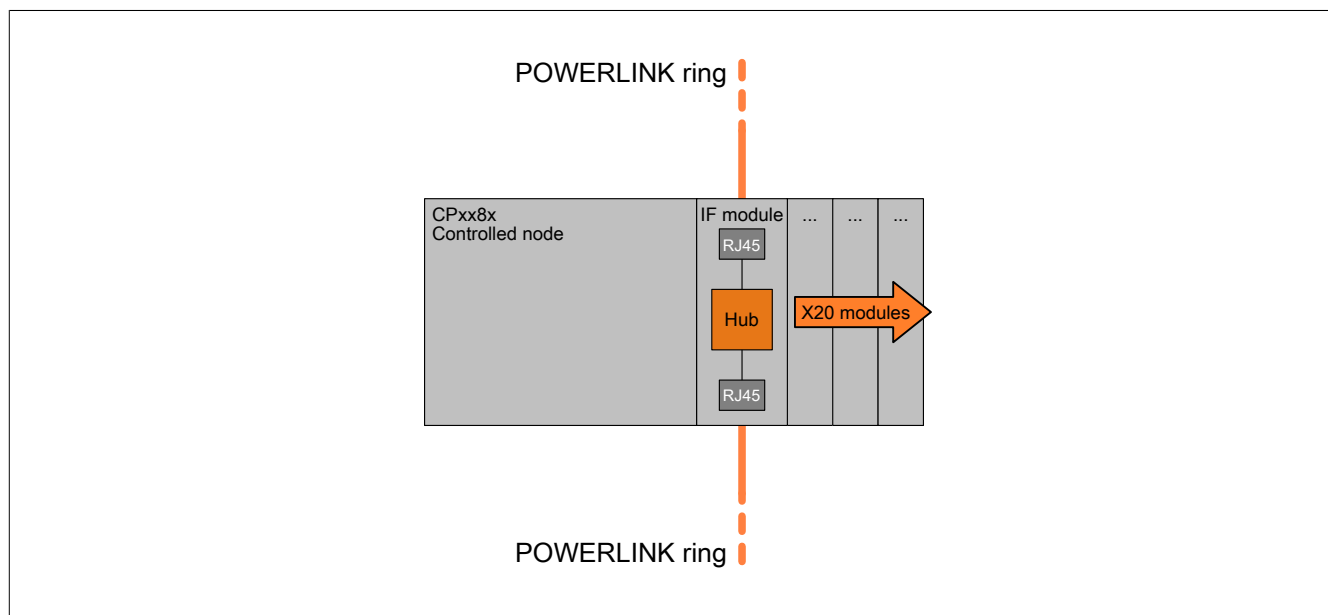 POWERLINK ring
CPxx8x
Controlled node
IF module
...
...
...
RJ45
Hub
X20 modules
RJ45
POWERLINK ring